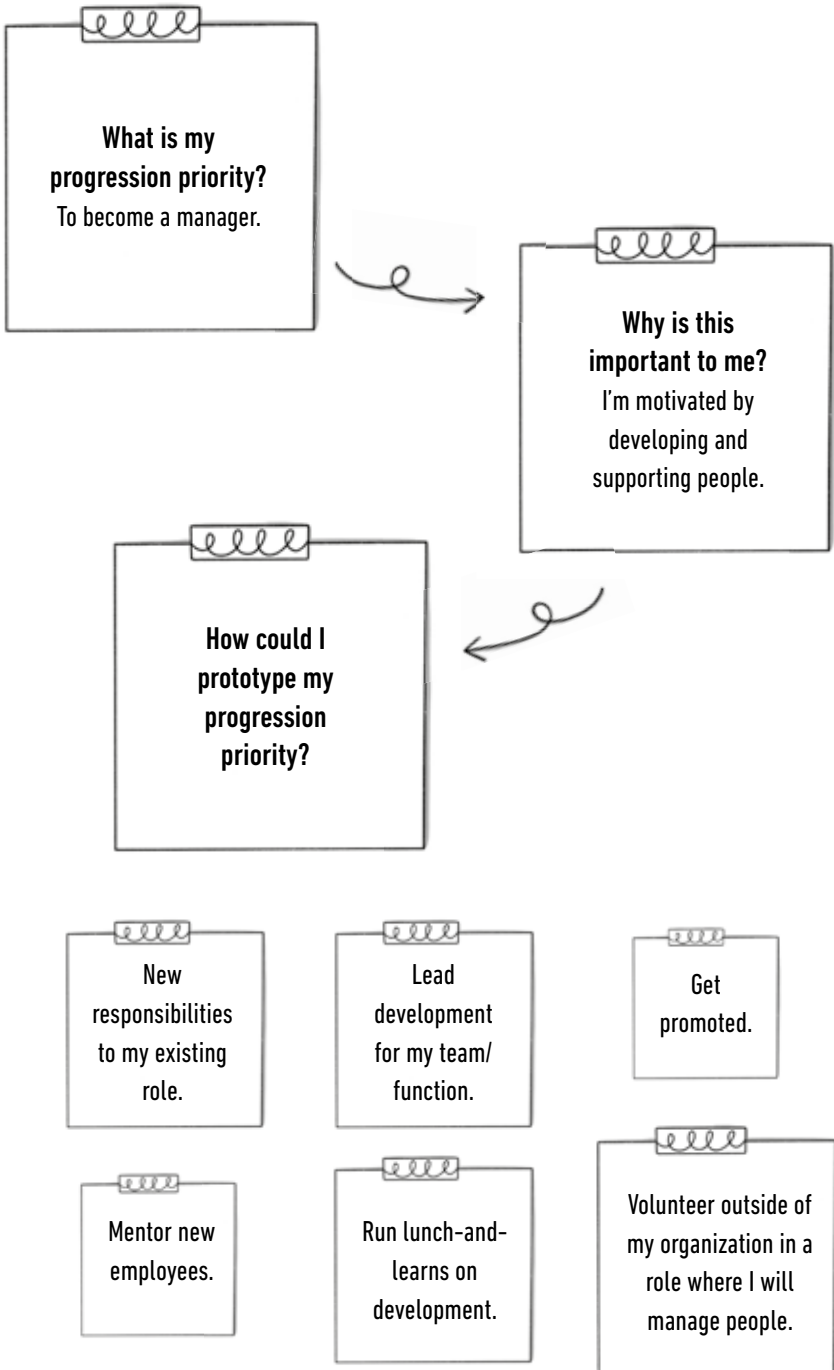 What is my
progression priority?
To become a manager.
Why is this
important to me?
I'm motivated by
developing and
supporting people.
How could I
prototype my
progression
priority?
New
responsibilities
to my existing
role.
Lead
development
for my team/
function.
Get
promoted.
Mentor new
employees.
Run lunch-and-
learns on
development.
Volunteer outside of
my organization in a
role where I will
manage people.